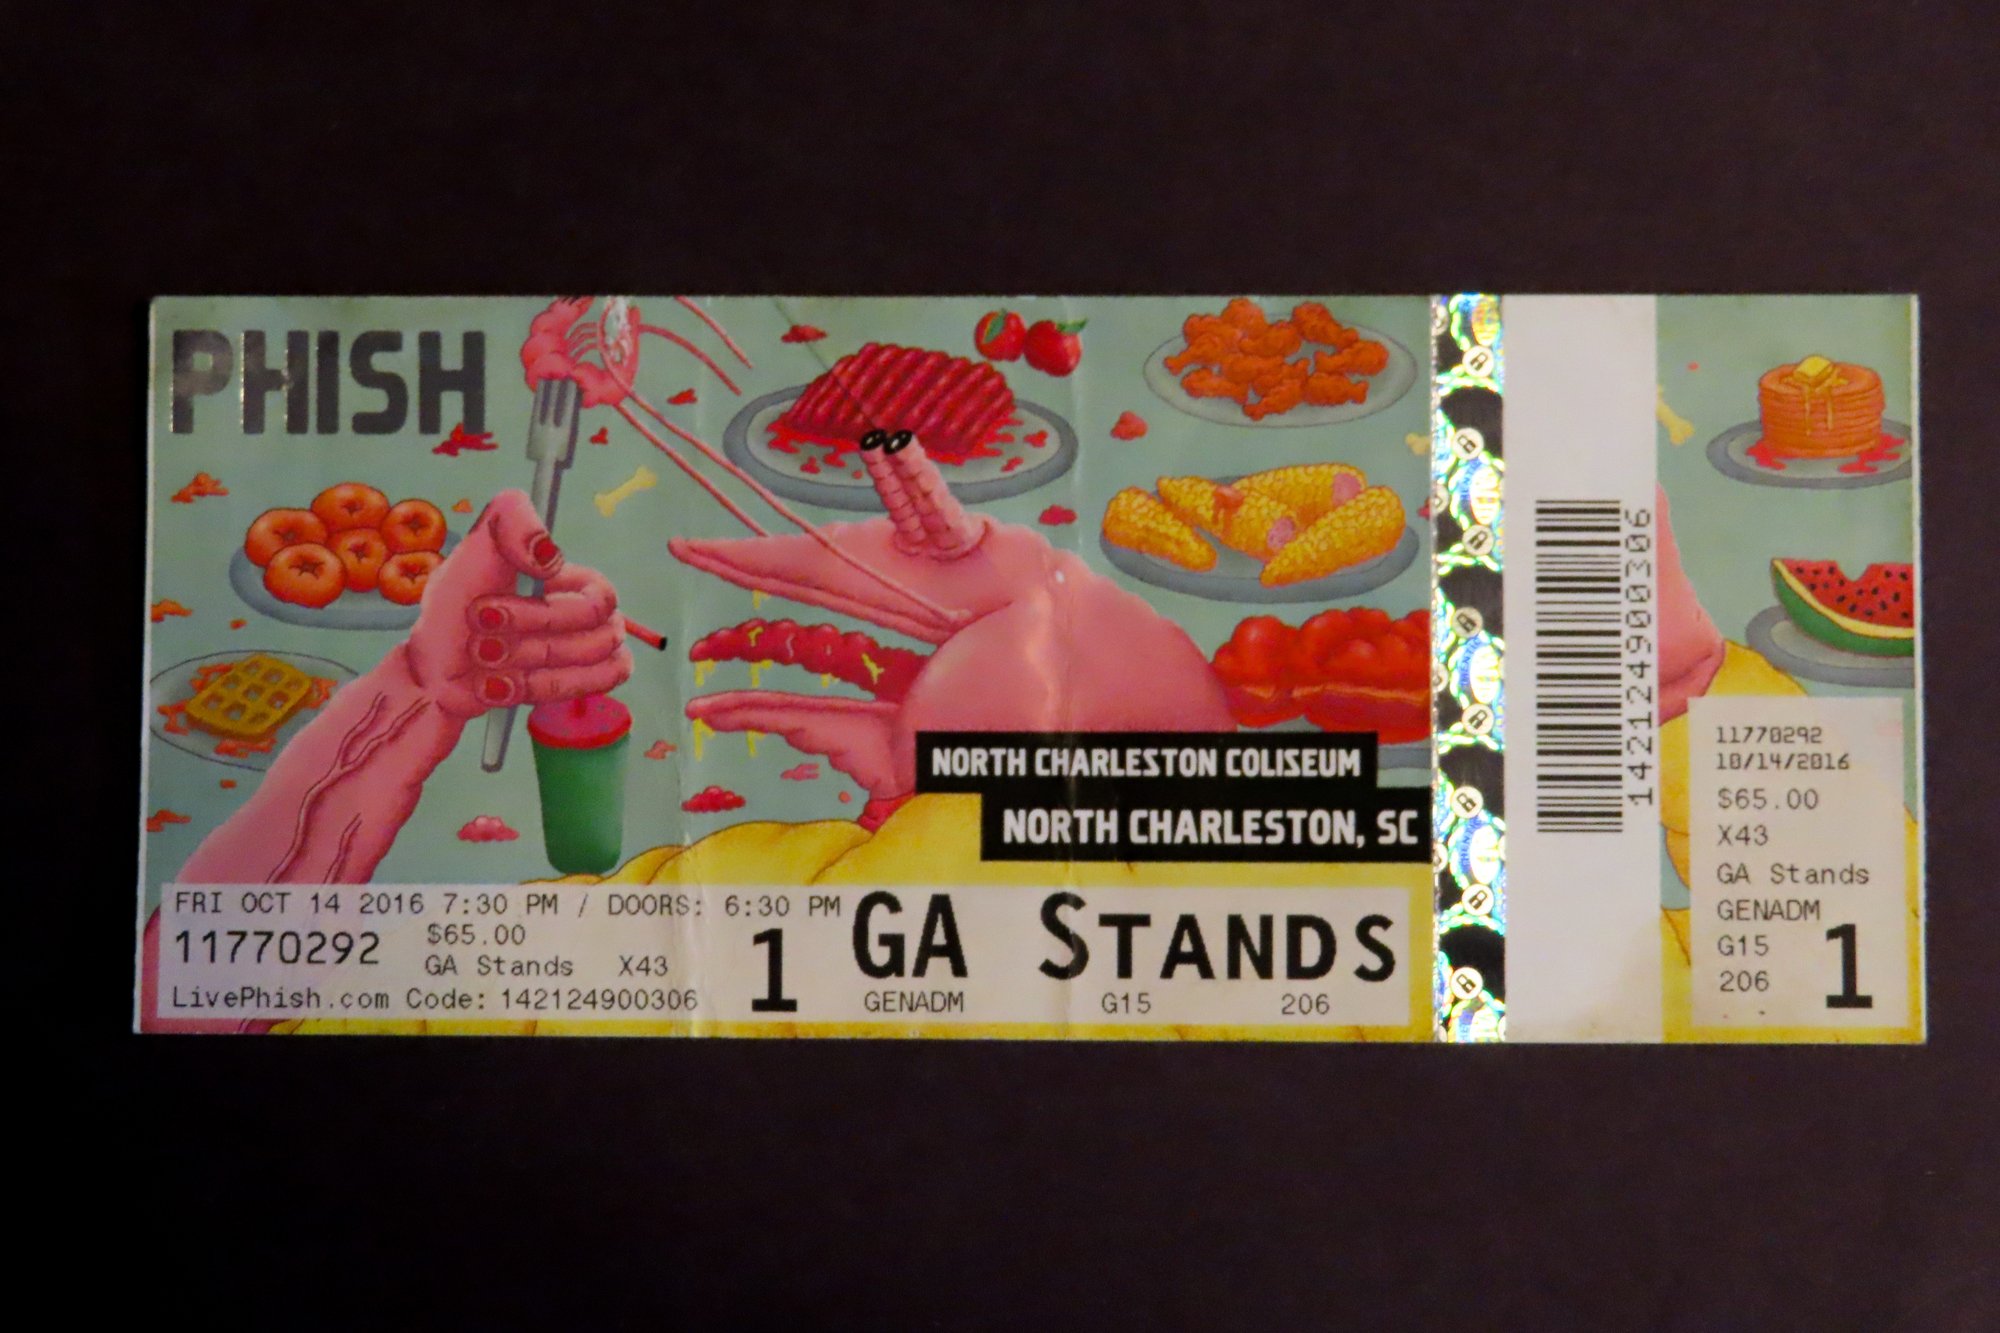 PHISH
NORTH CHARLESTON COLISEUM
NORTH CHARLESTON, SC
FRI OCT 14 2016 7:30 PM / DOORS: 6:30 PM
11770292
$65.00
GA Stands X43
LivePhish.com Code: 142124900306
1
GA STANDS
GENADM G15 206
142124900306
11770292
10/14/2016
$65.00
X43
GA Stands
GENADM
G15
206
1